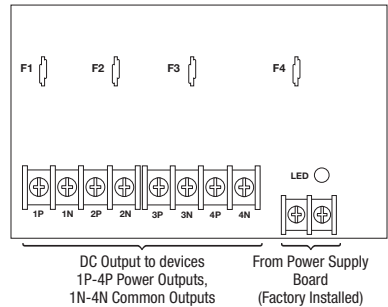 F1 F2 F3 F4
LED
1P 1N 2P 2N 3P 3N 4P 4N
DC Output to devices
1P-4P Power Outputs,
1N-4N Common Outputs
From Power Supply
Board
(Factory Installed)